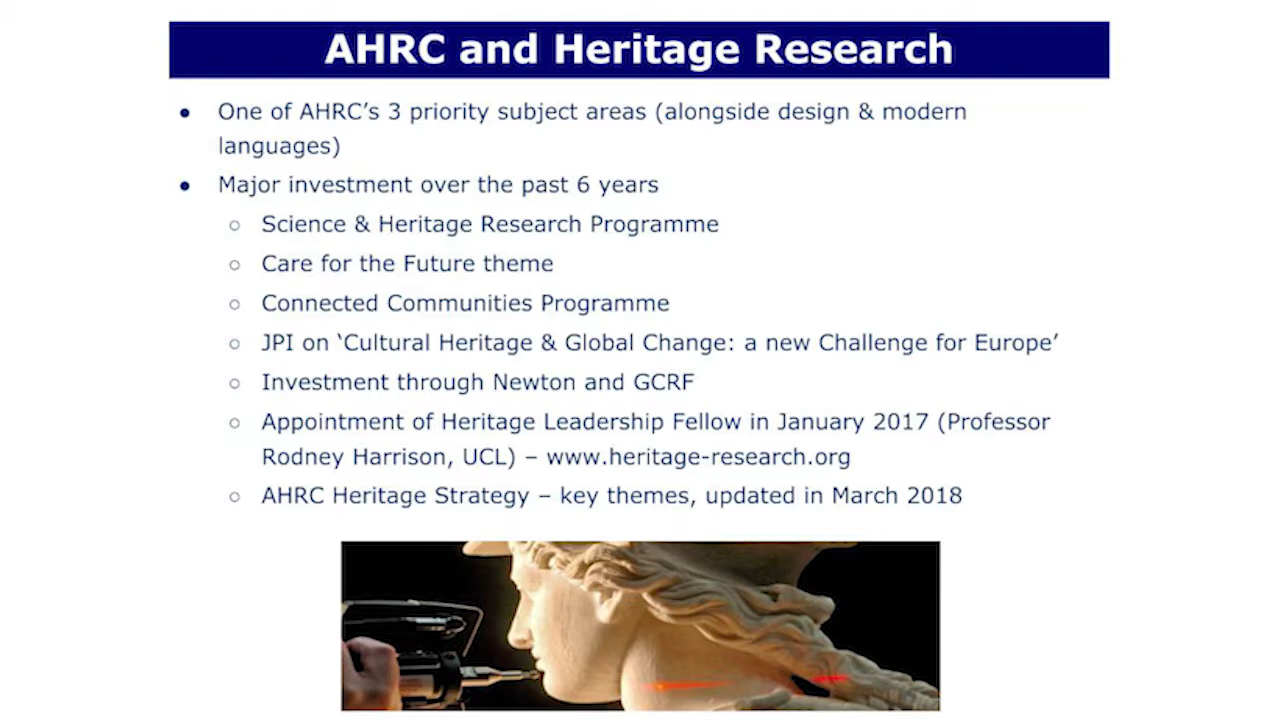 AHRC and Heritage Research
● One of AHRC’s 3 priority subject areas (alongside design & modern
languages)
● Major investment over the past 6 years
○ Science & Heritage Research Programme
○ Care for the Future theme
○ Connected Communities Programme
○ JPI on ‘Cultural Heritage & Global Change: a new Challenge for Europe’
○ Investment through Newton and GCRF
○ Appointment of Heritage Leadership Fellow in January 2017 (Professor
Rodney Harrison, UCL) – www.heritage-research.org
○ AHRC Heritage Strategy – key themes, updated in March 2018